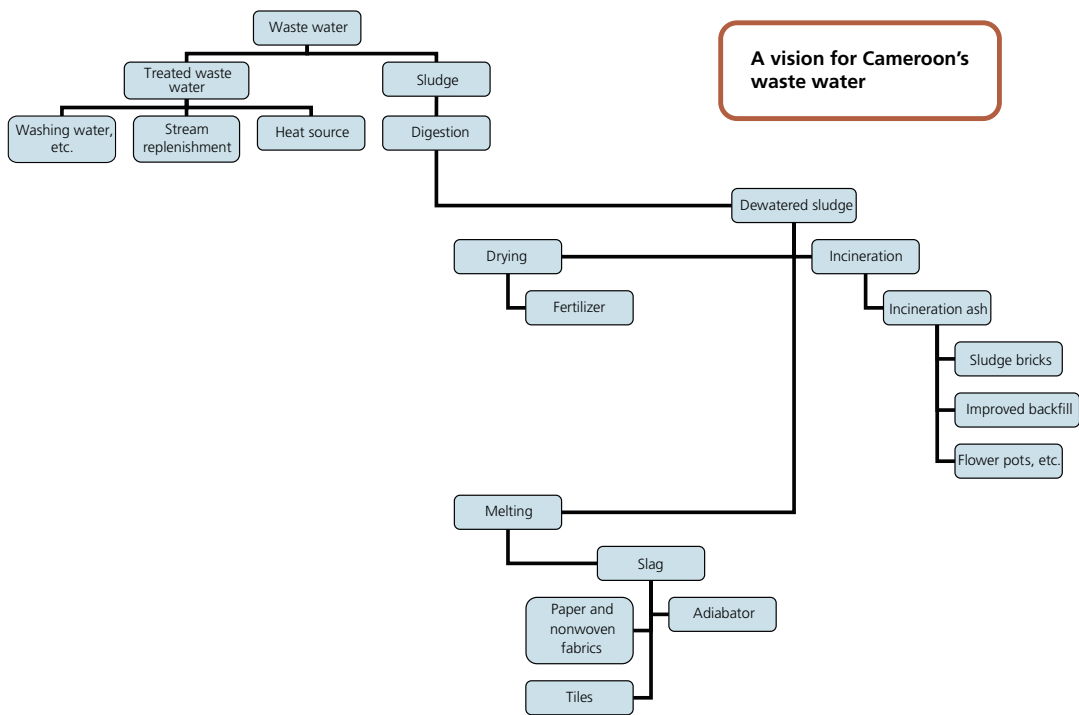 Waste water
A vision for Cameroon's
waste water
Treated waste
water
Sludge
Washing water,
etc.
Stream
replenishment
Heat source
Digestion
Dewatered sludge
Drying
Incineration
Fertilizer
Incineration ash
Sludge bricks
Improved backfill
Flower pots, etc.
Melting
Slag
Paper and
nonwoven
fabrics
Adiabator
Tiles